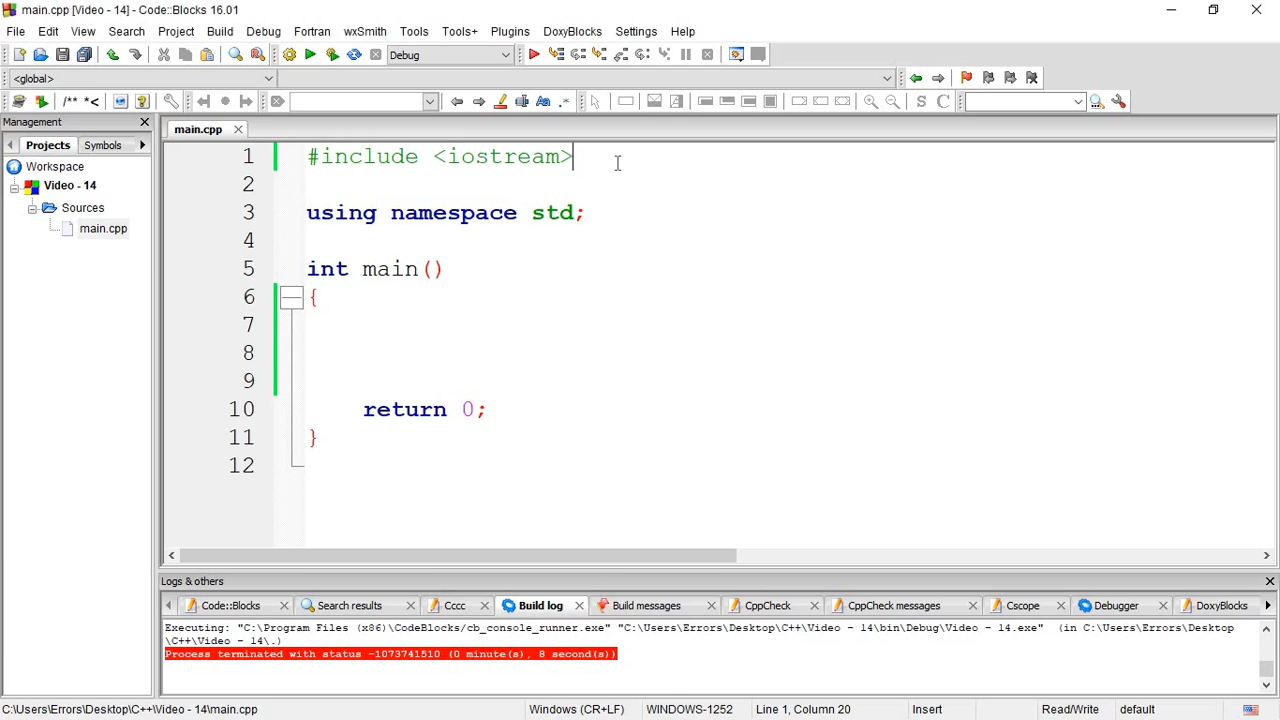 main.cpp [Video - 14] - Code::Blocks 16.01
File Edit View Search Project Build Debug Fortran wxSmith Tools Tools+ Plugins DoxyBlocks Settings Help
Debug
<global>
/** *<
S C
Management
main.cpp
Projects Symbols
Workspace
Video - 14
Sources
main.cpp
1 #include <iostream>
2
3 using namespace std;
4
5 int main()
6 {
7
8
9
10 return 0;
11 }
12
Logs & others
Code::Blocks Search results Cccc Build log Build messages CppCheck CppCheck messages Cscope Debugger DoxyBlocks
Executing: "C:\Program Files (x86)\CodeBlocks/cb_console_runner.exe" "C:\Users\Errors\Desktop\C++\Video - 14\bin\Debug\Video - 14.exe"  (in C:\Users\Errors\Desktop
\C++\Video - 14\.)
Process terminated with status -1073741510 (0 minute(s), 8 second(s))
C:\Users\Errors\Desktop\C++\Video - 14\main.cpp Windows (CR+LF) WINDOWS-1252 Line 1, Column 20 Insert Read/Write default